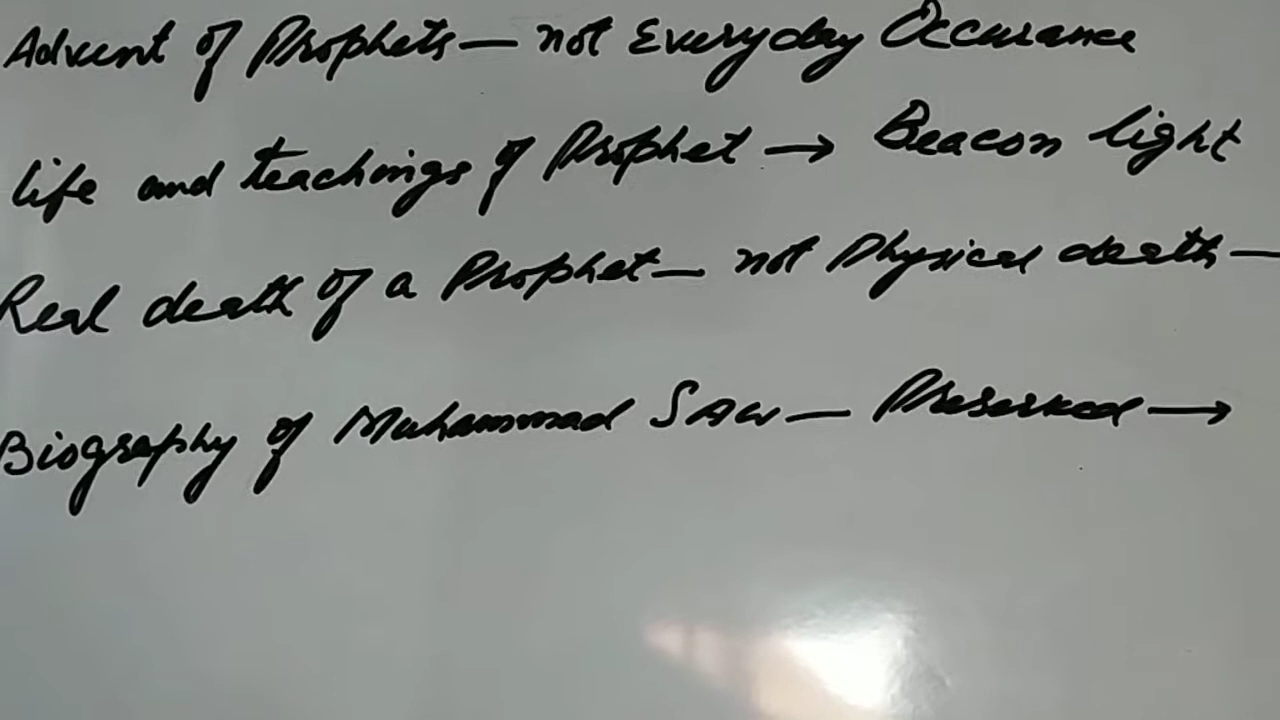 Advent of Prophets — not Everyday Occurance
life and teachings of Prophet → Beacon light
Real death of a Prophet — not Physical death —
Biography of Muhammad SAW — Preserved →